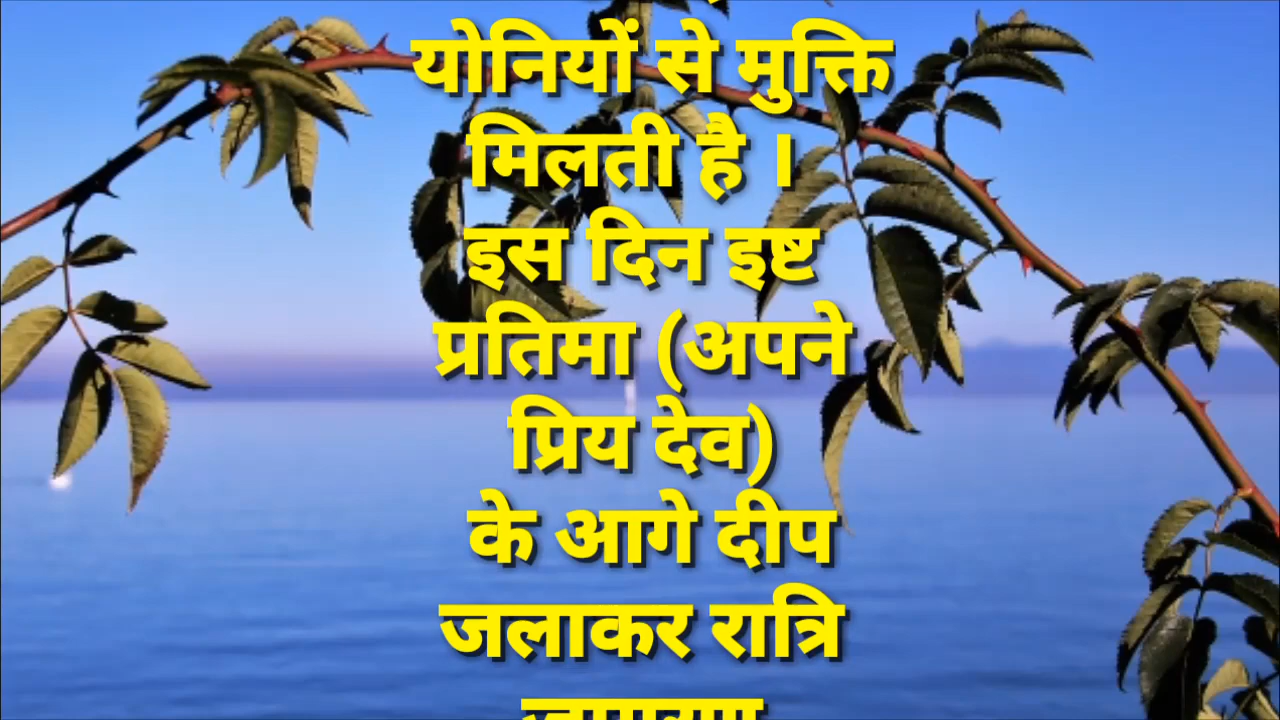 योनियों से मुक्ति
मिलती है ।
इस दिन इष्ट
प्रतिमा (अपने
प्रिय देव)
के आगे दीप
जलाकर रात्रि